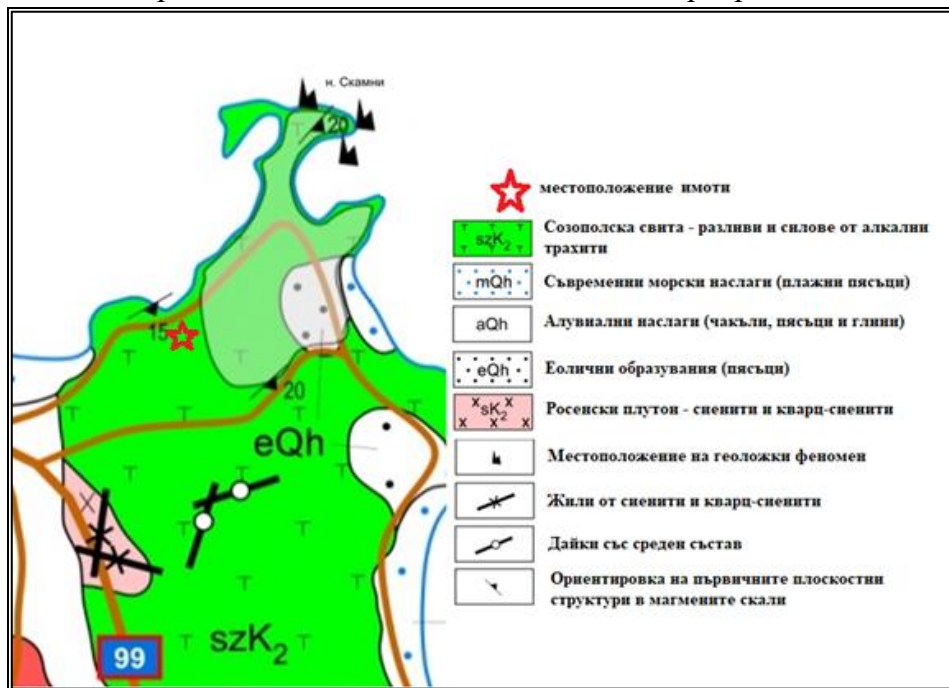 н. Скамни
20
15
20
eQh
szK2
99
местоположение имоти
szK2
Созополска свита - разливи и силове от алкални
трахити
mQh
Съвременни морски наслаги (плажни пясъци)
aQh
Алувиални наслаги (чакъли, пясъци и глини)
eQh
Еолични образувания (пясъци)
sK2
Росенски плутон - сиенити и кварц-сиенити
Местоположение на геоложки феномен
Жили от сиенити и кварц-сиенити
Дайки със среден състав
Ориентировка на първичните плоскостни
структури в магмените скали